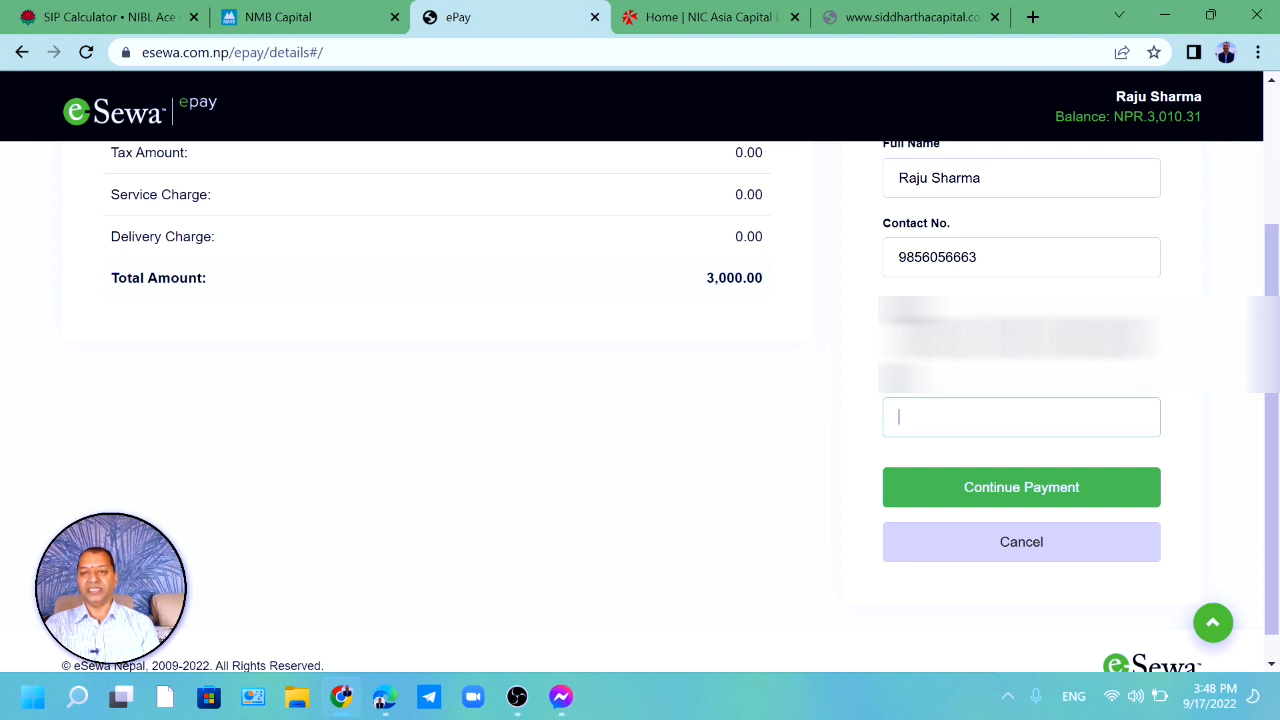 SIP Calculator • NIBL Ace
NMB Capital
ePay
Home | NIC Asia Capital L
www.siddharthacapital.co
esewa.com.np/epay/details#/
eSewa™ | epay
Raju Sharma
Balance: NPR.3,010.31
Tax Amount: 0.00
Service Charge: 0.00
Delivery Charge: 0.00
Total Amount: 3,000.00
Full Name
Raju Sharma
Contact No.
9856056663
Continue Payment
Cancel
© eSewa Nepal, 2009-2022. All Rights Reserved.
eSewa
ENG
3:48 PM
9/17/2022